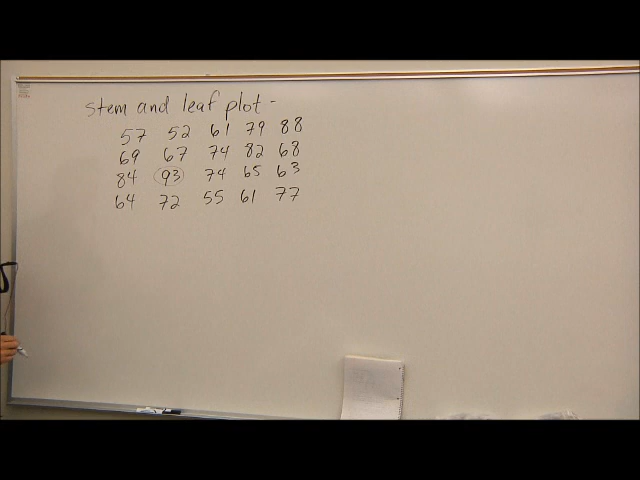 stem and leaf plot -
57 52 61 79 88
69 67 74 82 68
84 93 74 65 63
64 72 55 61 77